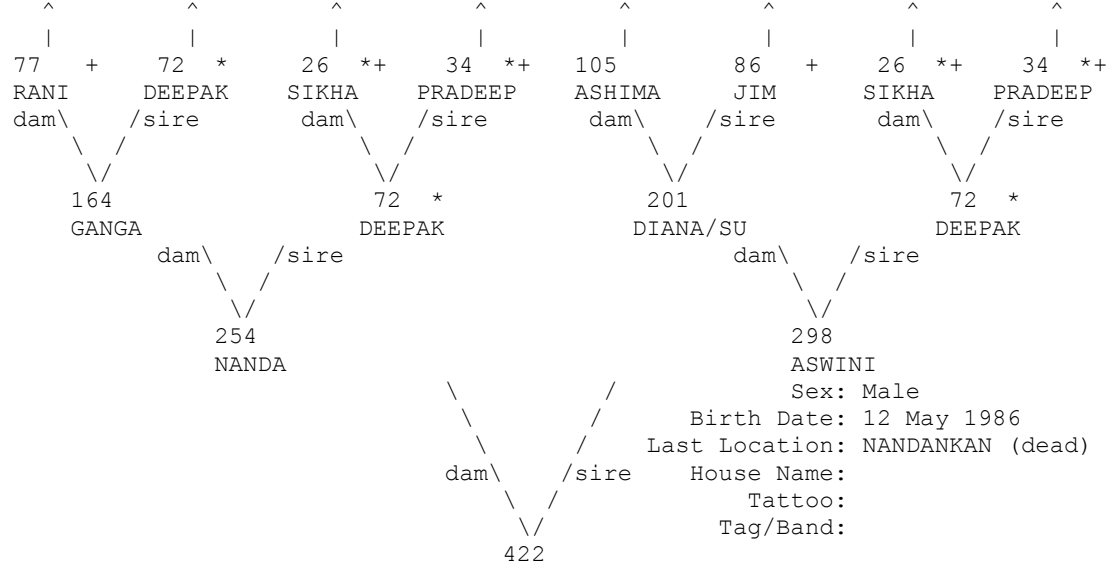 ^ ^ ^ ^ ^ ^ ^ ^
| | | | | | | |
77 + 72 * 26 *+ 34 *+ 105 86 + 26 *+ 34 *+
RANI DEEPAK SIKHA PRADEEP ASHIMA JIM SIKHA PRADEEP
dam\ /sire dam\ /sire dam\ /sire dam\ /sire
\ / \ / \ / \ /
\/ \/ \/ \/
164 72 * 201 72 *
GANGA DEEPAK DIANA/SU DEEPAK
dam\ /sire dam\ /sire
\ / \ /
\/ \/
254 298
NANDA ASWINI
\ / Sex: Male
\ / Birth Date: 12 May 1986
\ / Last Location: NANDANKAN (dead)
dam\ /sire House Name:
\ / Tattoo:
\/ Tag/Band:
422